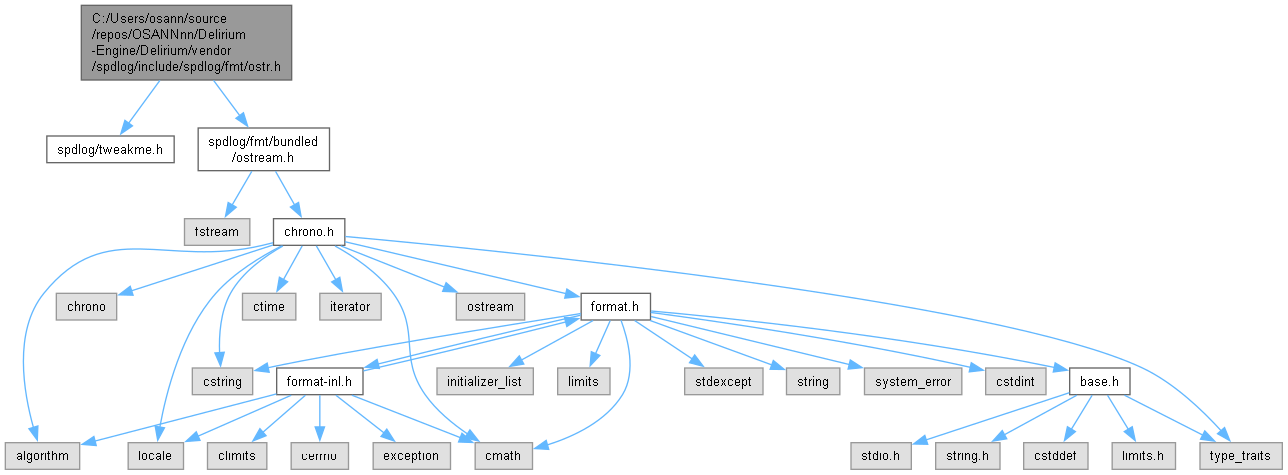 C:/Users/osann/source
/repos/OSANNnn/Delirium
-Engine/Delirium/vendor
/spdlog/include/spdlog/fmt/ostr.h
spdlog/tweakme.h
spdlog/fmt/bundled
/ostream.h
fstream
chrono.h
chrono
ctime
iterator
ostream
format.h
cstring
format-inl.h
initializer_list
limits
stdexcept
string
system_error
cstdint
base.h
algorithm
locale
climits
cerrno
exception
cmath
stdio.h
string.h
cstddef
limits.h
type_traits